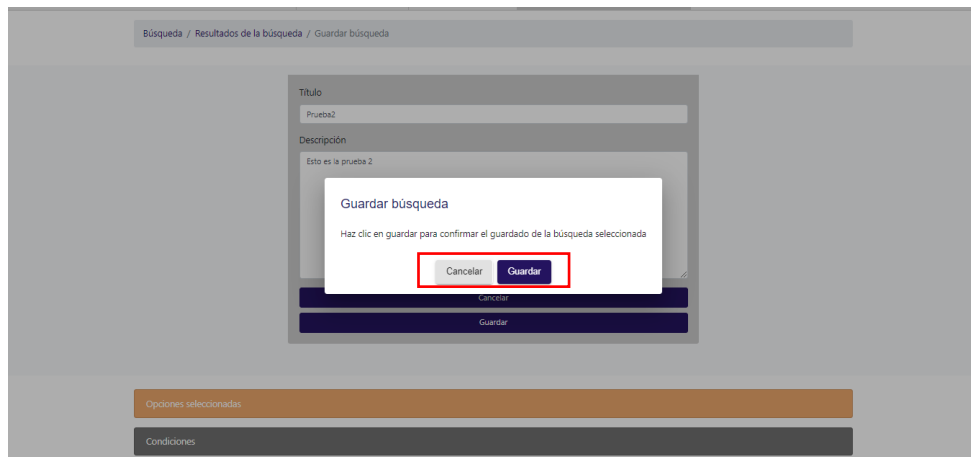 Búsqueda / Resultados de la búsqueda / Guardar búsqueda
Título
Prueba2
Descripción
Esto es la prueba 2
Guardar búsqueda
Haz clic en guardar para confirmar el guardado de la búsqueda seleccionada
Cancelar Guardar
Cancelar
Guardar
Opciones seleccionadas
Condiciones